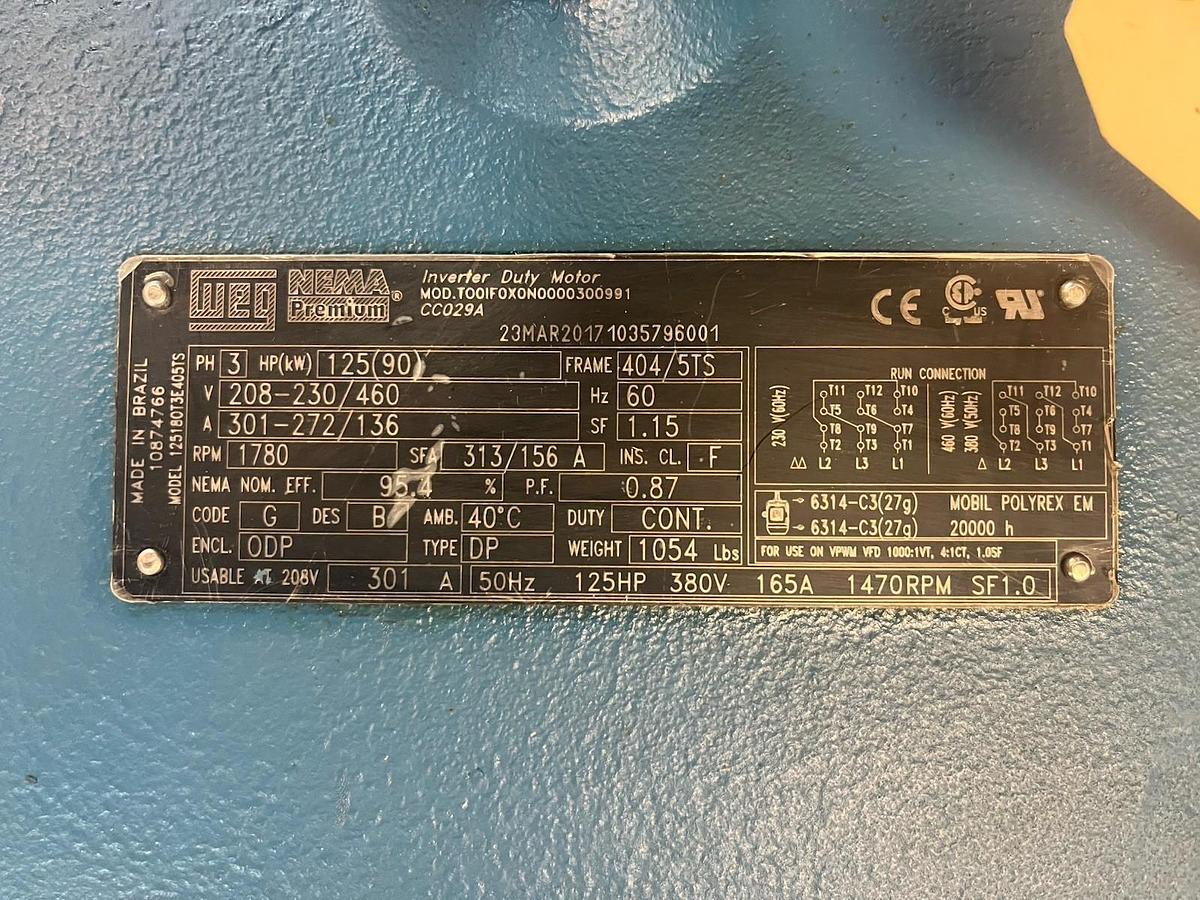 WEG NEMA Premium® Inverter Duty Motor
MOD.T00IF0X0N0000300991
CC029A
CE C US
23MAR2017 1035796001
MADE IN BRAZIL
10874766
MODEL 12518OT3E405TS
PH 3 HP(kW) 125(90) FRAME 404/5TS
V 208-230/460 Hz 60
A 301-272/136 SF 1.15
RPM 1780 SFA 313/156 A INS. CL. F
NEMA NOM. EFF. 95.4 % P.F. 0.87
CODE G DES B AMB. 40°C DUTY CONT.
ENCL. ODP TYPE DP WEIGHT 1054 Lbs
USABLE AT 208V 301 A 50Hz 125HP 380V 165A 1470RPM SF1.0
RUN CONNECTION
230 V(60Hz)
T11 T12 T10
T5 T6 T4
T8 T9 T7
T2 T3 T1
ΔΔ L2 L3 L1
460 V(60Hz)
380 V(50Hz)
T11 T12 T10
T5 T6 T4
T8 T9 T7
T2 T3 T1
Δ L2 L3 L1
6314-C3(27g) MOBIL POLYREX EM
6314-C3(27g) 20000 h
FOR USE ON VPWM VFD 1000:1VT, 4:1CT, 1.0SF